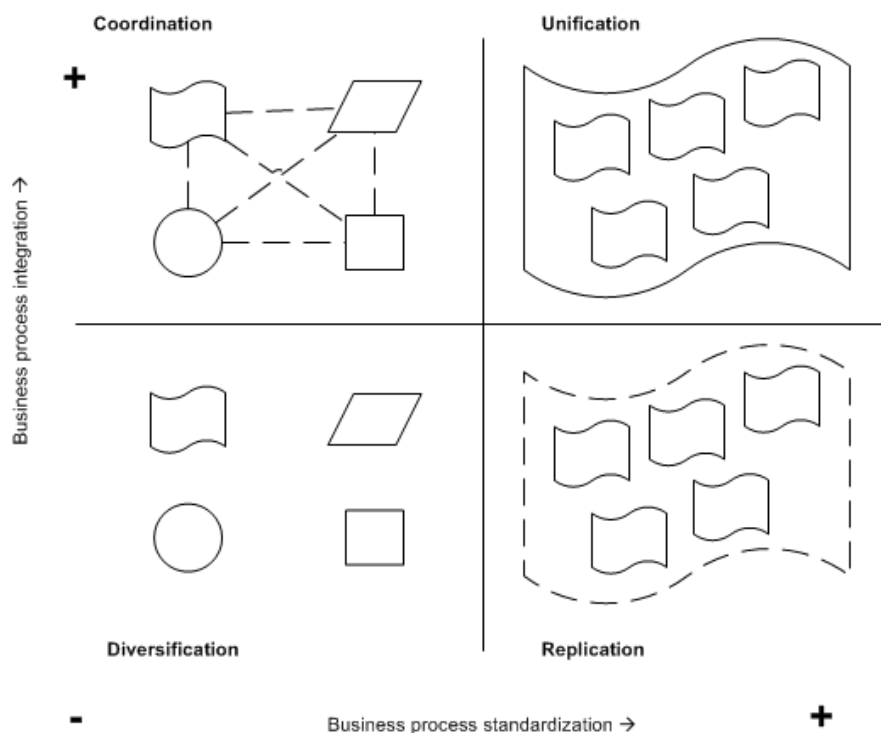 Coordination
Unification
+
Business process integration →
Diversification
Replication
-
Business process standardization →
+